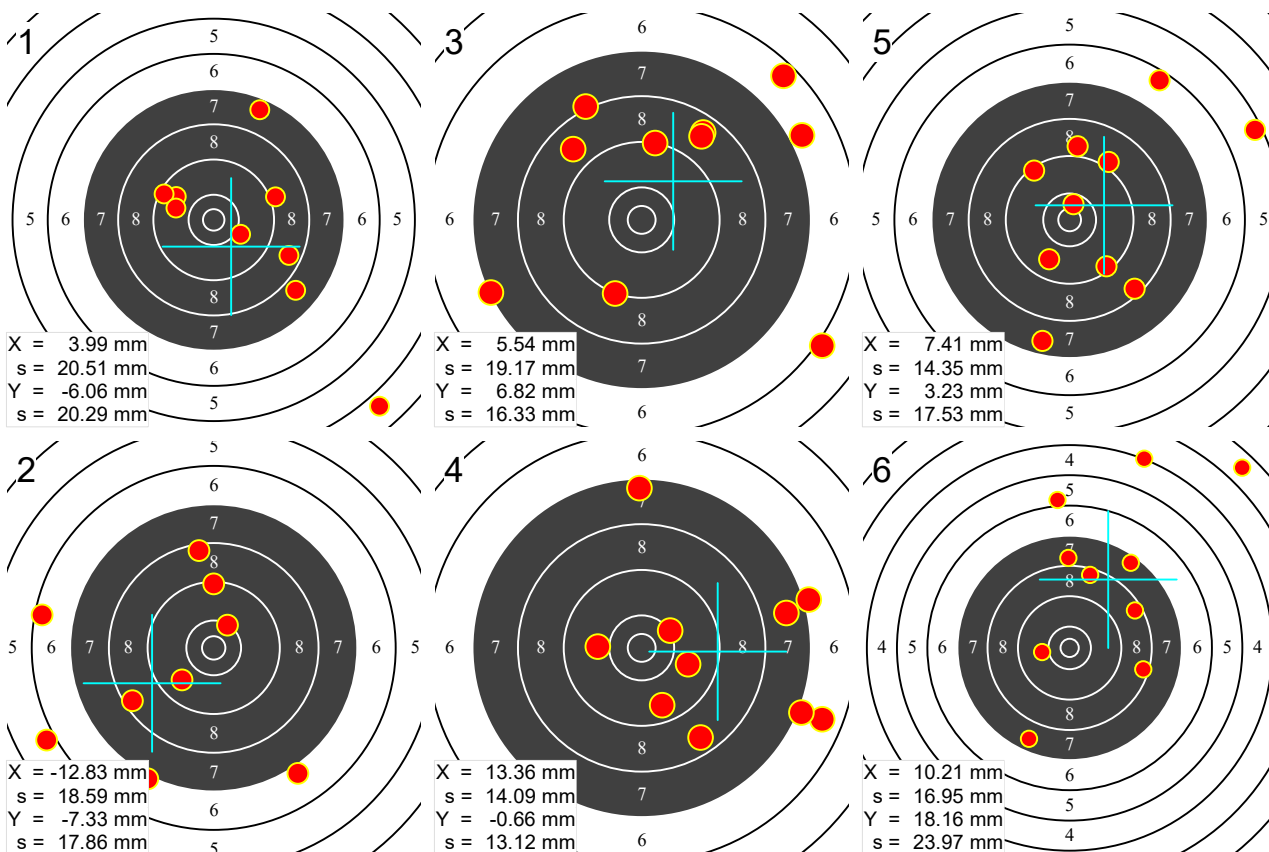 1
5
6
7
8
5 6 7 8 8 7 6 5
8
7
6
5
X = 3.99 mm
s = 20.51 mm
Y = -6.06 mm
s = 20.29 mm
3
7
8
6 7 8 8 7 6
8
7
6
X = 5.54 mm
s = 19.17 mm
Y = 6.82 mm
s = 16.33 mm
5
6
7
8
5 6 7 8 8 7 6 5
8
7
6
5
X = 7.41 mm
s = 14.35 mm
Y = 3.23 mm
s = 17.53 mm
2
5
6
7
8
5 6 7 8 8 7 6 5
8
7
6
5
X = -12.83 mm
s = 18.59 mm
Y = -7.33 mm
s = 17.86 mm
4
6
7
8
6 7 8 8 7 6
8
7
6
X = 13.36 mm
s = 14.09 mm
Y = -0.66 mm
s = 13.12 mm
6
4
5
6
7
8
4 5 6 7 8 8 7 6 5 4
8
7
6
5
4
X = 10.21 mm
s = 16.95 mm
Y = 18.16 mm
s = 23.97 mm